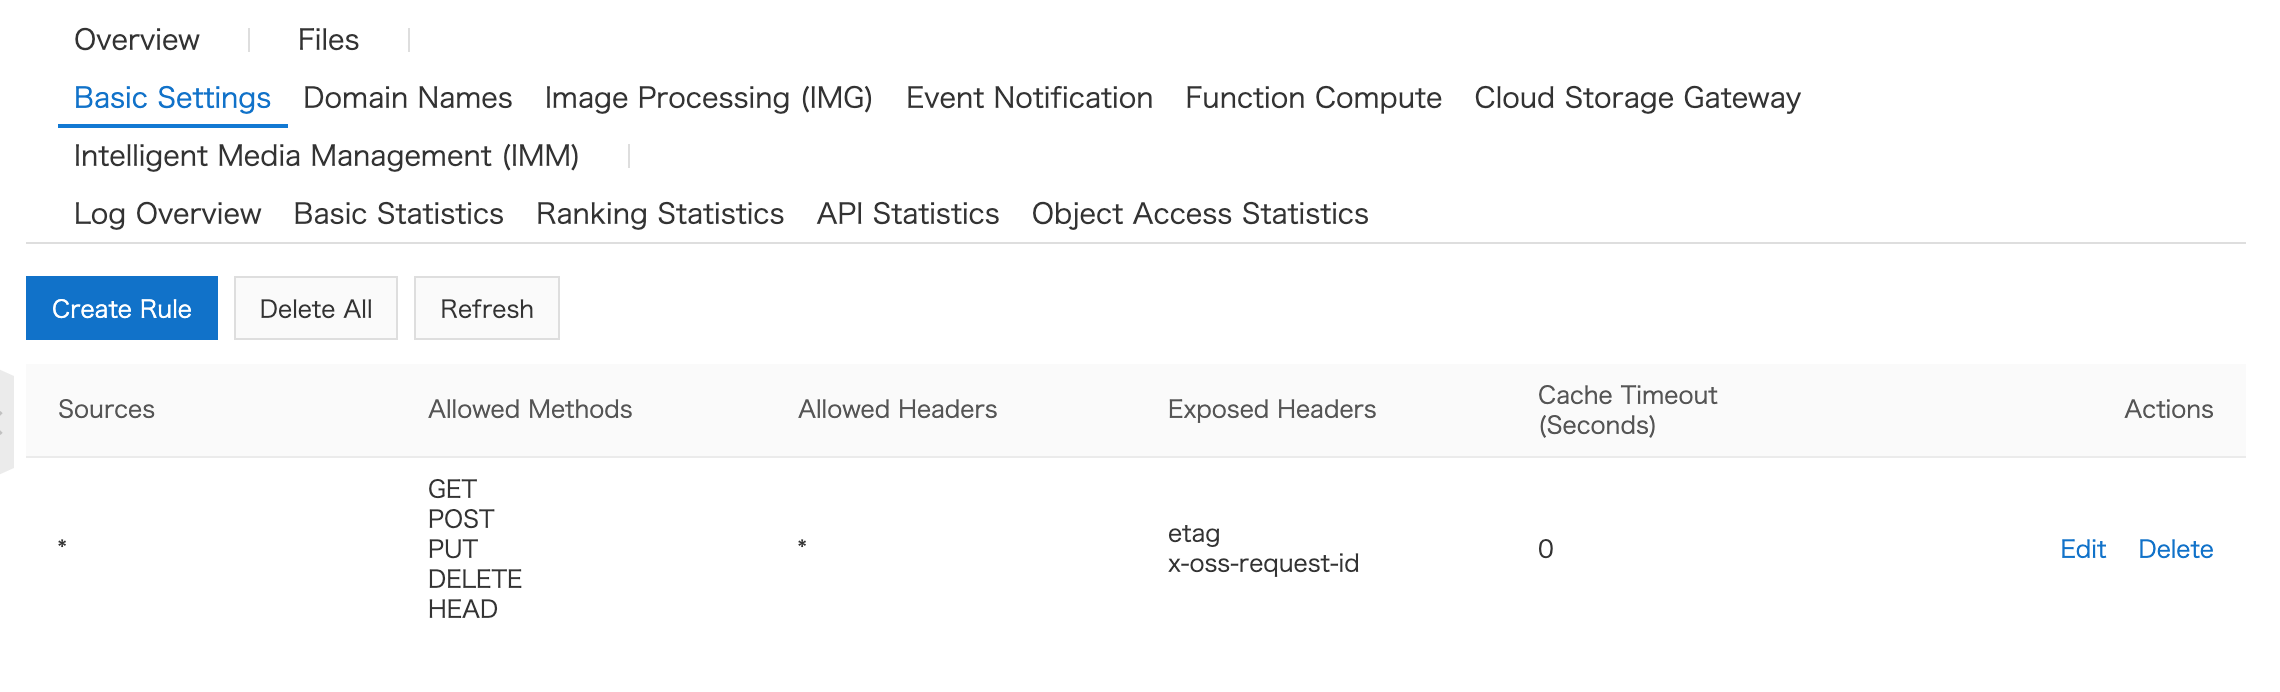 Overview Files
Basic Settings Domain Names Image Processing (IMG) Event Notification Function Compute Cloud Storage Gateway
Intelligent Media Management (IMM)
Log Overview Basic Statistics Ranking Statistics API Statistics Object Access Statistics
Create Rule Delete All Refresh
Sources Allowed Methods Allowed Headers Exposed Headers Cache Timeout (Seconds) Actions
*
GET
POST
PUT
DELETE
HEAD
*
etag
x-oss-request-id
0
Edit Delete